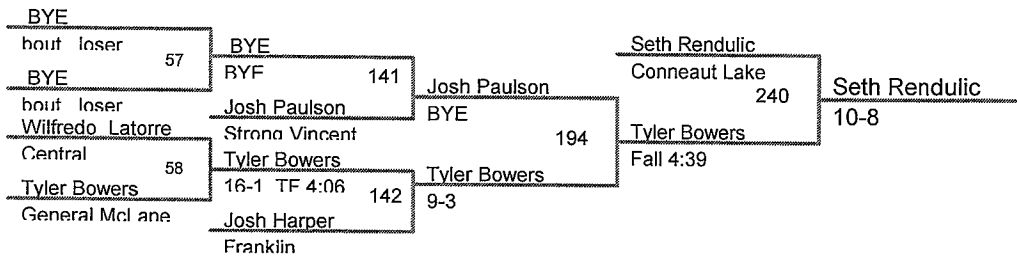 BYE
bout loser
57
BYE
bout loser
Wilfredo Latorre
Central
58
Tyler Bowers
General McLane
BYE
BYE
141
Josh Paulson
Strong Vincent
Tyler Bowers
16-1 TF 4:06
142
Josh Harper
Franklin
Josh Paulson
BYE
194
Tyler Bowers
9-3
Seth Rendulic
Conneaut Lake
240
Tyler Bowers
Fall 4:39
Seth Rendulic
10-8